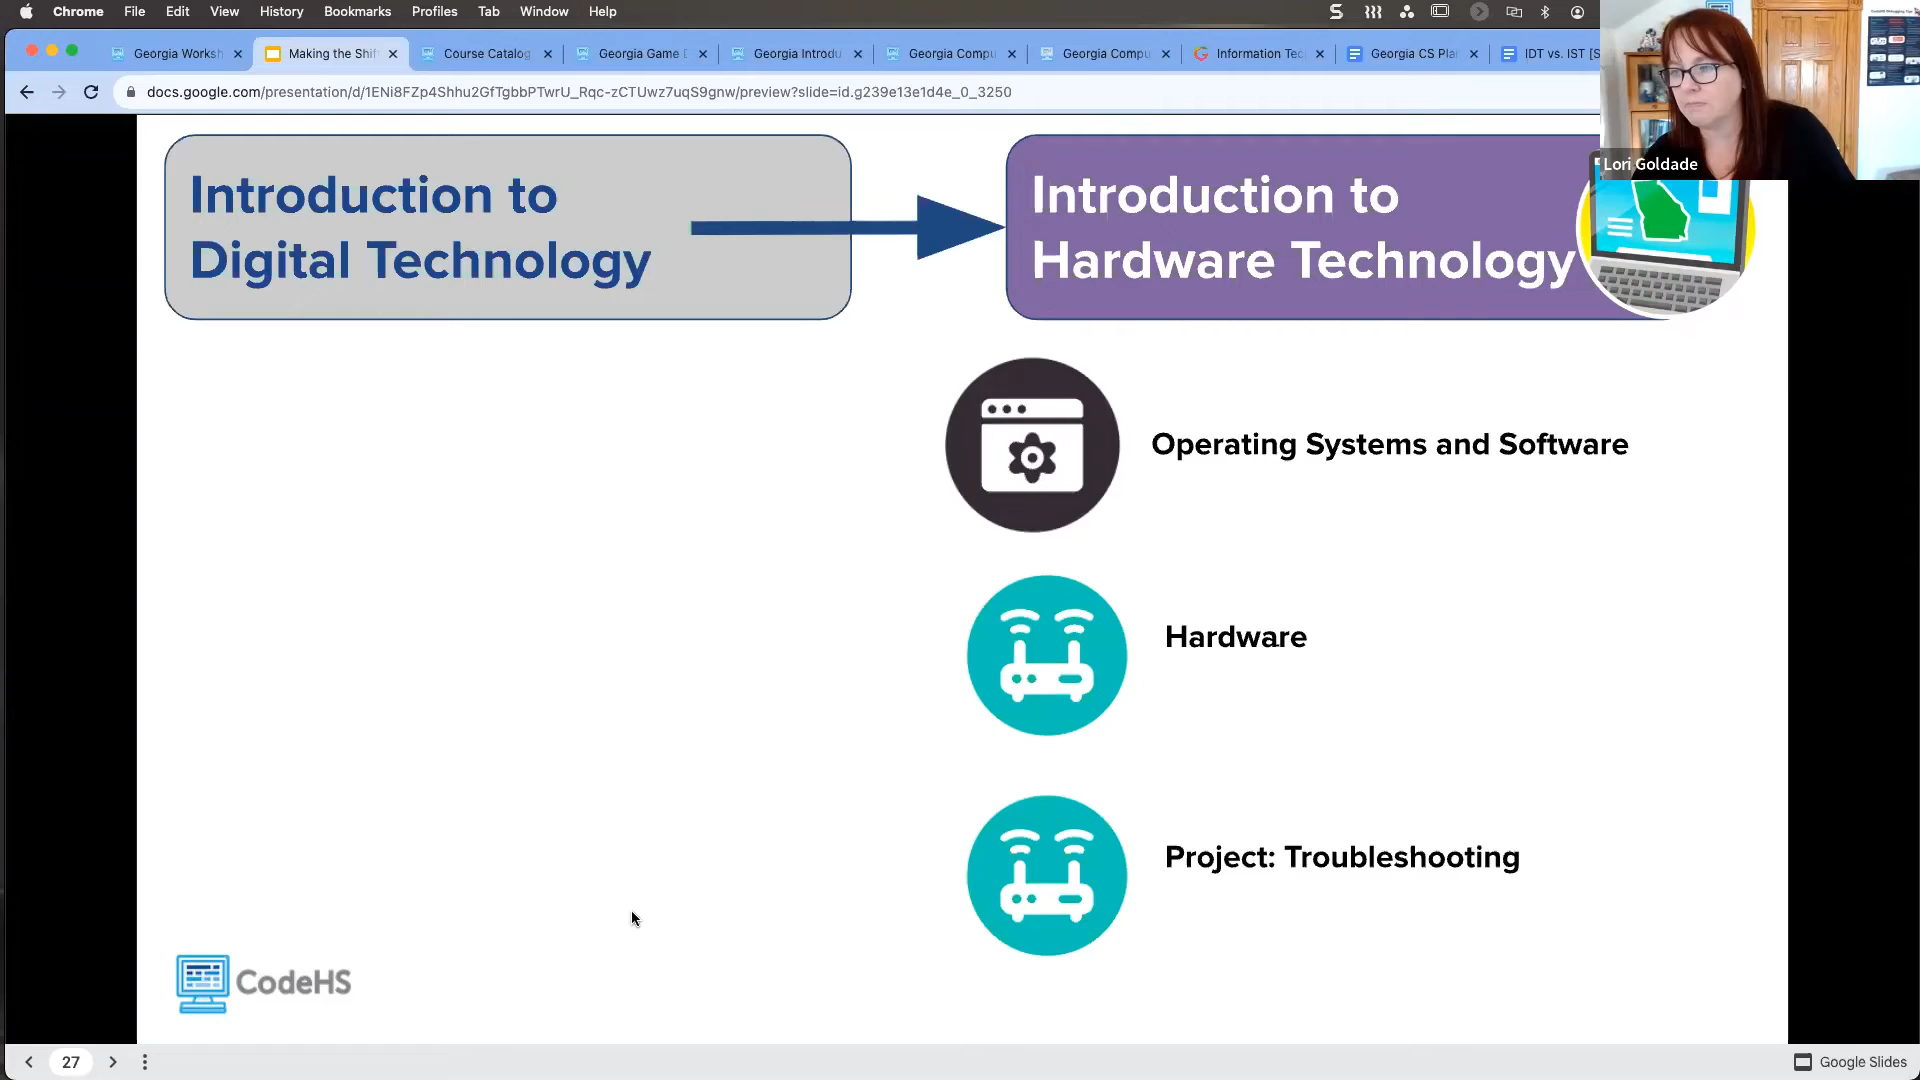 Chrome File Edit View History Bookmarks Profiles Tab Window Help
Georgia Worksh Making the Shif Course Catalog Georgia Game D Georgia Introdu Georgia Compu Georgia Compu Information Tec Georgia CS Plan IDT vs. IST [S
docs.google.com/presentation/d/1ENi8FZp4Shhu2GfTgbbPTwrU_Rqc-zCTUwz7uqS9gnw/preview?slide=id.g239e13e1d4e_0_3250
Lori Goldade
Introduction to
Digital Technology
Introduction to
Hardware Technology
Operating Systems and Software
Hardware
Project: Troubleshooting
CodeHS
27
Google Slides